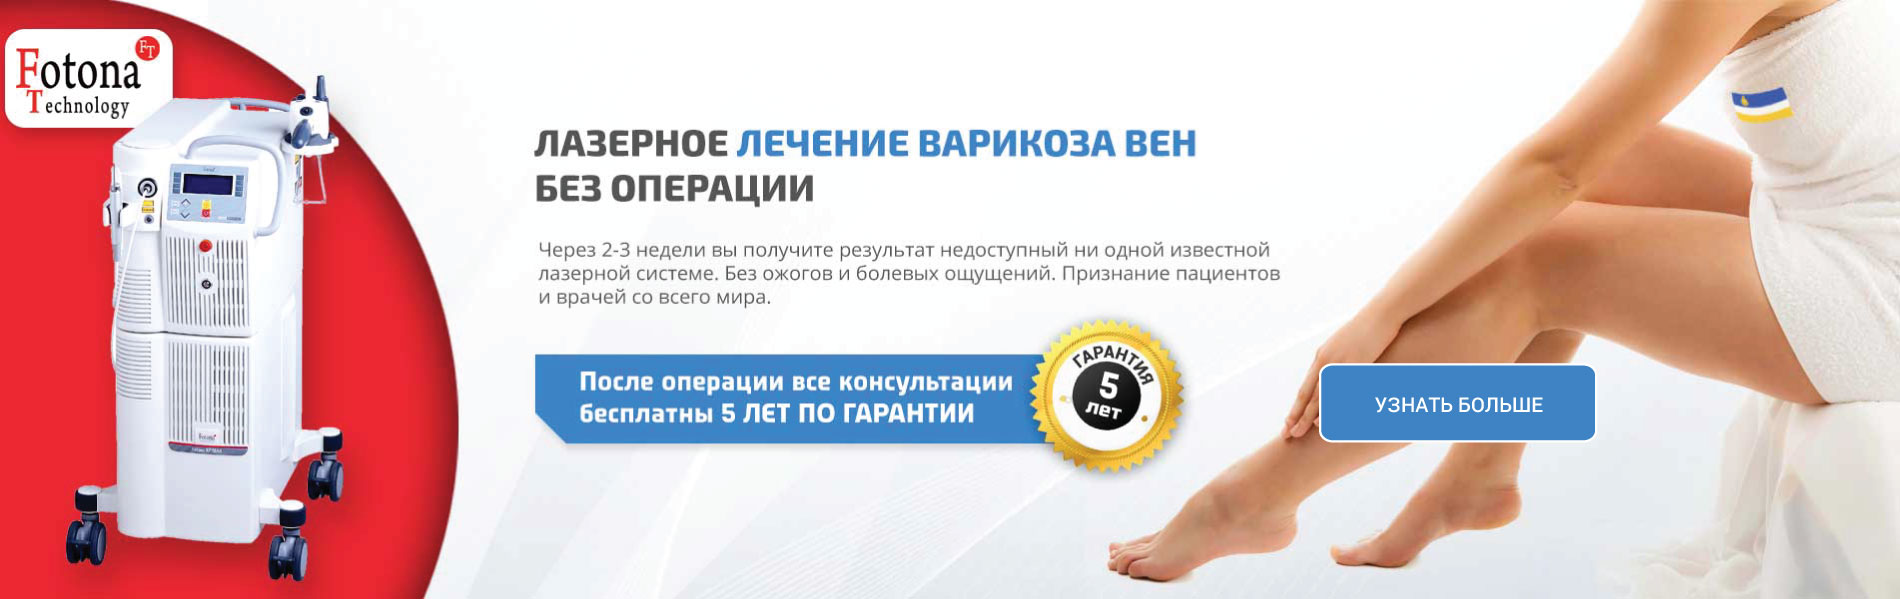 Fotona
FT
Technology
ЛАЗЕРНОЕ ЛЕЧЕНИЕ ВАРИКОЗА ВЕН
БЕЗ ОПЕРАЦИИ
Через 2-3 недели вы получите результат недоступный ни одной известной
лазерной системе. Без ожогов и болевых ощущений. Признание пациентов
и врачей со всего мира.
После операции все консультации
бесплатны 5 ЛЕТ ПО ГАРАНТИИ
ГАРАНТИЯ
5
лет
УЗНАТЬ БОЛЬШЕ
Fotona